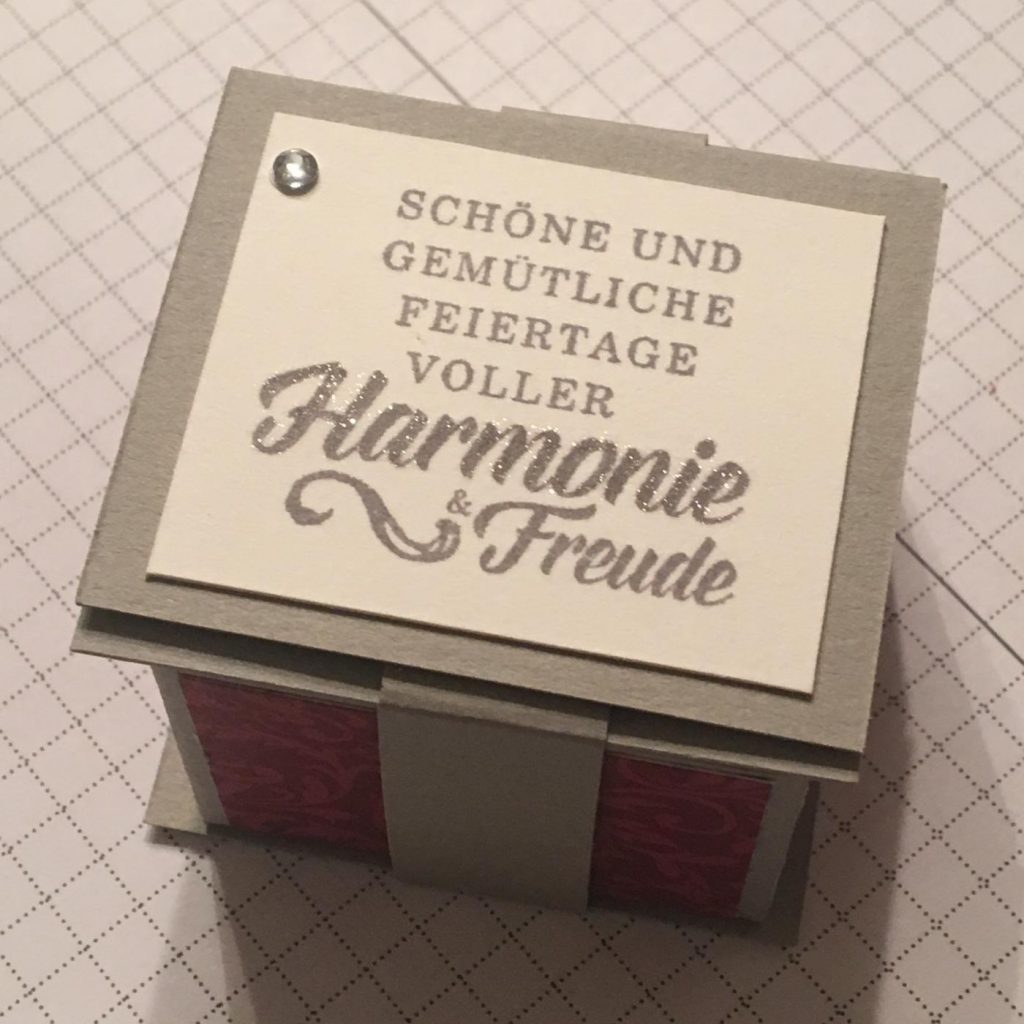 SCHÖNE UND
GEMÜTLICHE
FEIERTAGE
VOLLER
Harmonie
& Freude